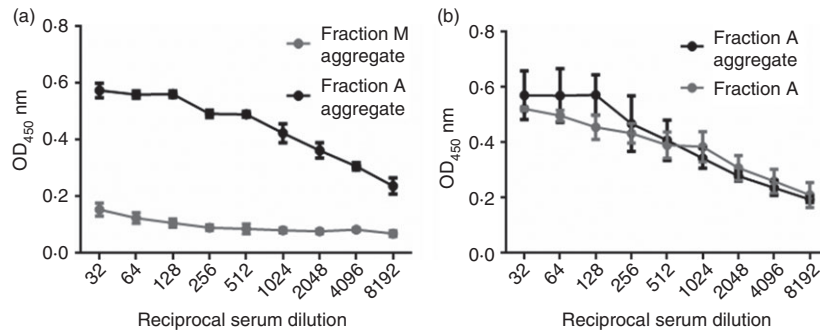 (a)
Fraction M
aggregate
Fraction A
aggregate
0·8
0·6
0·4
0·2
0·0
OD450 nm
32
64
128
256
512
1024
2048
4096
8192
Reciprocal serum dilution
(b)
Fraction A
aggregate
Fraction A
0·8
0·6
0·4
0·2
0·0
OD450 nm
32
64
128
256
512
1024
2048
4096
8192
Reciprocal serum dilution